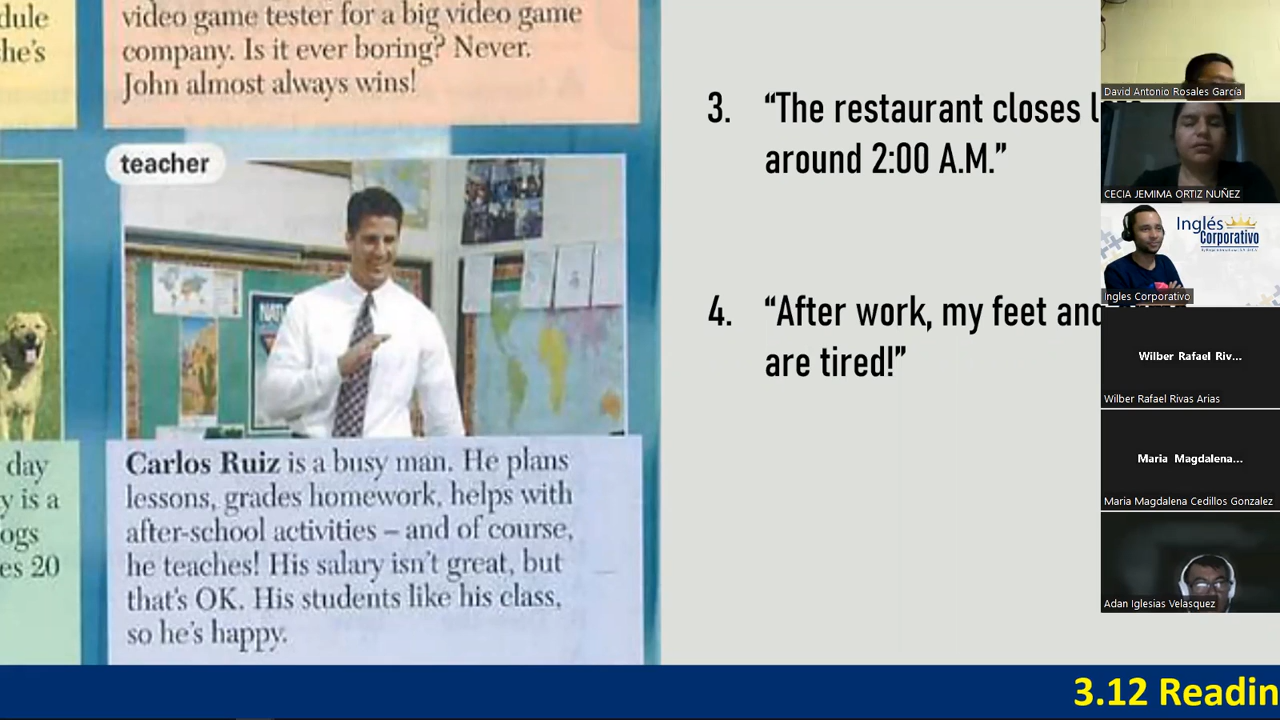 dule
he's
video game tester for a big video game
company. Is it ever boring? Never.
John almost always wins!
teacher
NAT
day
y is a
ogs
es 20
Carlos Ruiz is a busy man. He plans
lessons, grades homework, helps with
after-school activities – and of course,
he teaches! His salary isn't great, but
that's OK. His students like his class,
so he's happy.
3. “The restaurant closes
around 2:00 A.M.”
4. “After work, my feet and
are tired!”
3.12 Readin
David Antonio Rosales García
CECIA JEMIMA ORTIZ NUÑEZ
Inglés
Corporativo
Ingles Corporativo
Wilber Rafael Riv...
Wilber Rafael Rivas Arias
Maria Magdalena...
Maria Magdalena Cedillos Gonzalez
Adan Iglesias Velasquez